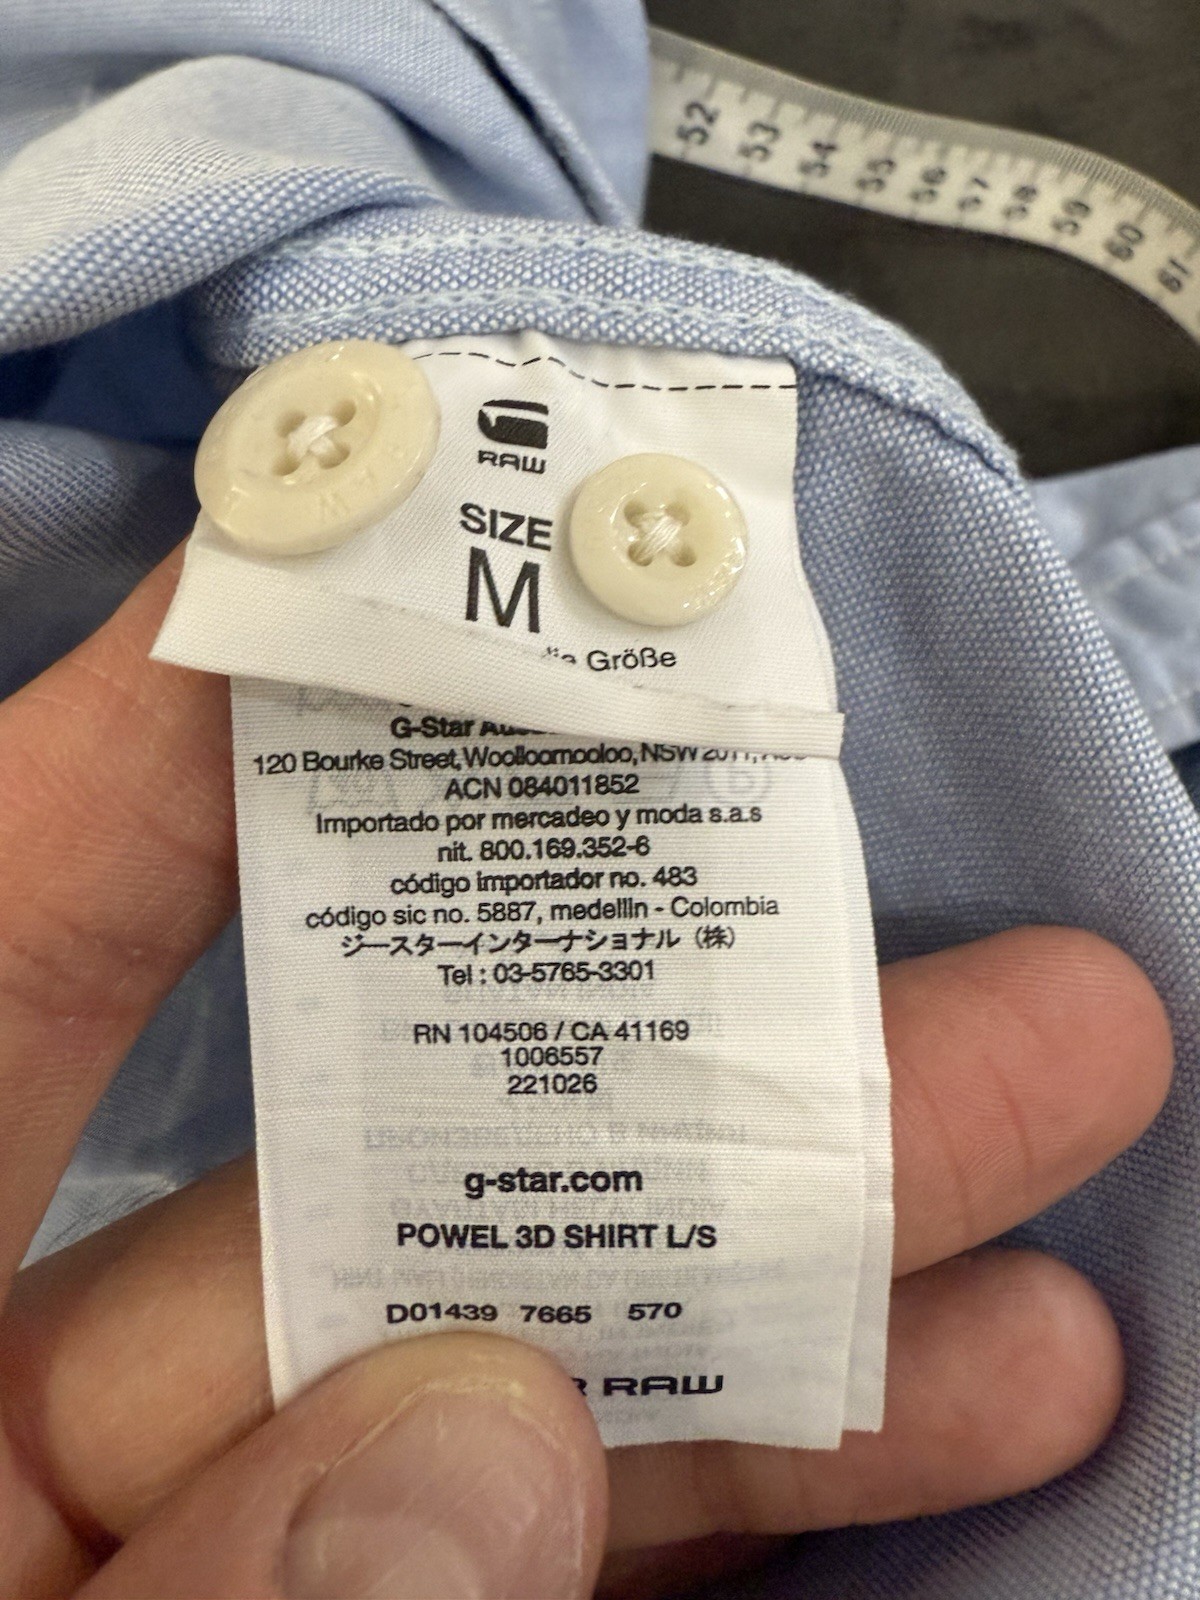 52 53 54 55 56 57 58 59 60 61
RAW
SIZE
M
Größe
G-Star
120 Bourke Street, Woolloomooloo, NSW 2011,
ACN 084011852
Importado por mercadeo y moda s.a.s
nit. 800.169.352-6
código importador no. 483
código sic no. 5887, medellin - Colombia
ジースターインターナショナル（株）
Tel : 03-5765-3301
RN 104506 / CA 41169
1006557
221026
g-star.com
POWEL 3D SHIRT L/S
D01439 7665 570
RAW